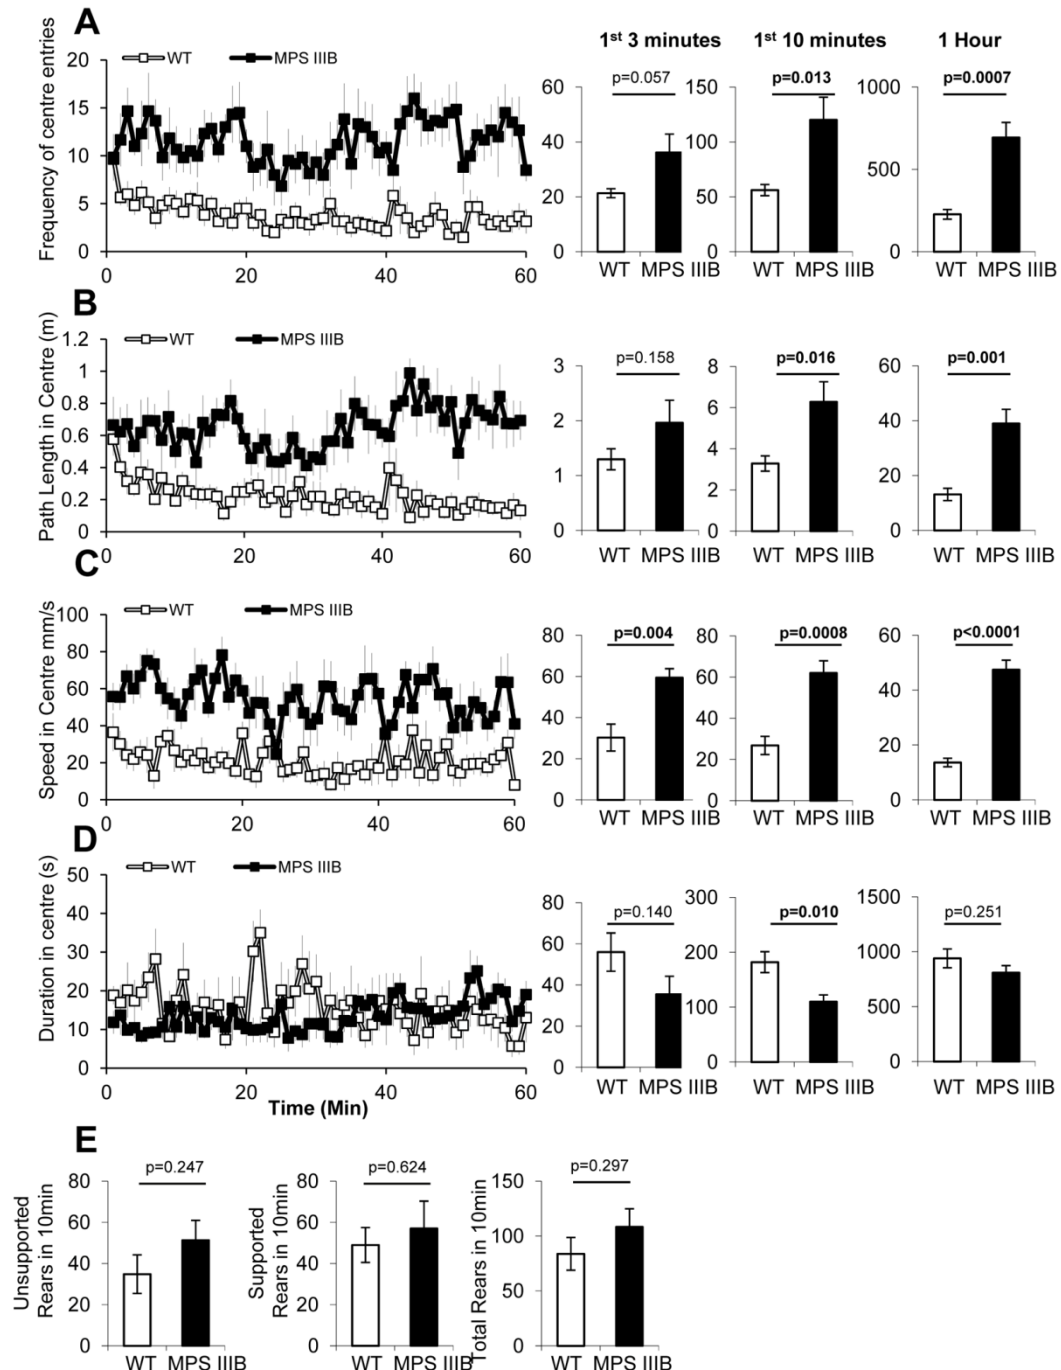 A
WT MPS IIIB
Frequency of centre entries
20
15
10
5
0
0 20 40 60
1st 3 minutes 1st 10 minutes 1 Hour
60
40
20
0
p=0.057
WT MPS IIIB
150
100
50
0
p=0.013
WT MPS IIIB
1000
500
0
p=0.0007
WT MPS IIIB
B
WT MPS IIIB
Path Length in Centre (m)
1.2
1
0.8
0.6
0.4
0.2
0
0 20 40 60
3
2
1
0
p=0.158
WT MPS IIIB
8
6
4
2
0
p=0.016
WT MPS IIIB
60
40
20
0
p=0.001
WT MPS IIIB
C
WT MPS IIIB
Speed in Centre mm/s
100
80
60
40
20
0
0 20 40 60
80
60
40
20
0
p=0.004
WT MPS IIIB
80
60
40
20
0
p=0.0008
WT MPS IIIB
60
40
20
0
p<0.0001
WT MPS IIIB
D
WT MPS IIIB
Duration in centre (s)
50
40
30
20
10
0
0 20 40 60
Time (Min)
80
60
40
20
0
p=0.140
WT MPS IIIB
300
200
100
0
p=0.010
WT MPS IIIB
1500
1000
500
0
p=0.251
WT MPS IIIB
E
Unsupported
Rears in 10min
80
60
40
20
0
p=0.247
WT MPS IIIB
Supported
Rears in 10min
80
60
40
20
0
p=0.624
WT MPS IIIB
Total Rears in 10min
150
100
50
0
p=0.297
WT MPS IIIB